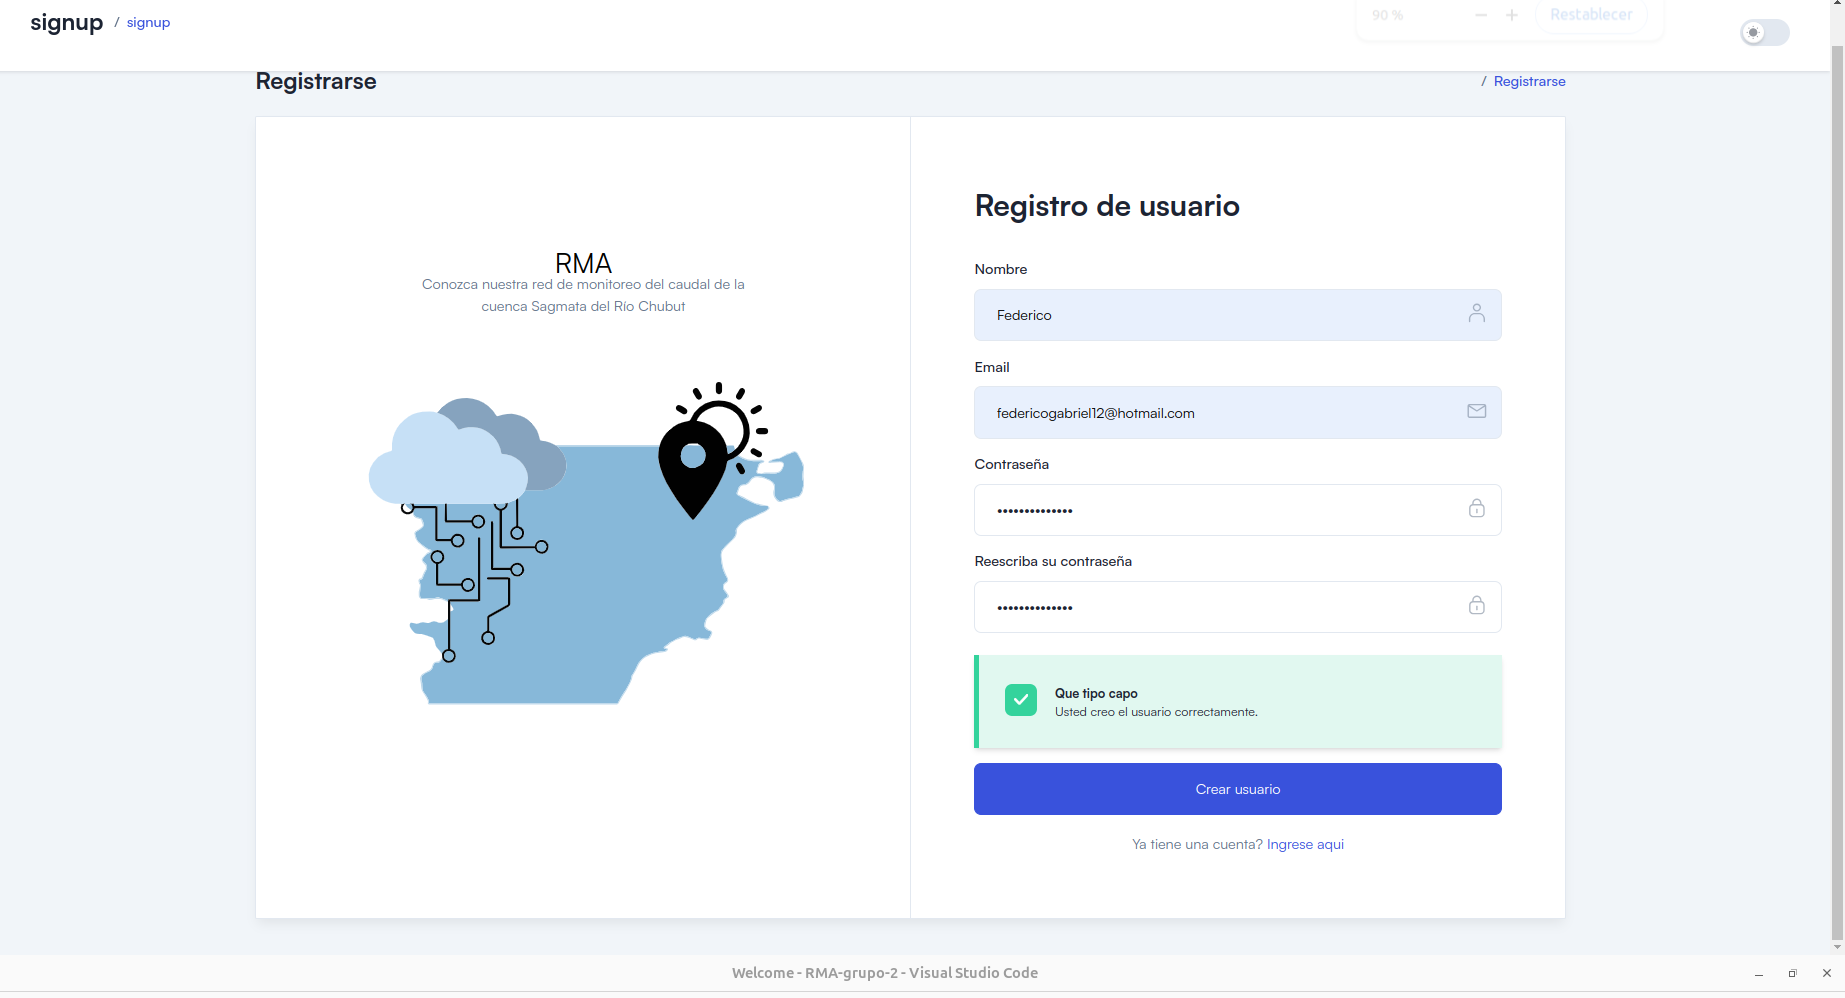 signup / signup
90 % − + Restablecer
Registrarse
/ Registrarse
RMA
Conozca nuestra red de monitoreo del caudal de la
cuenca Sagmata del Río Chubut
Registro de usuario
Nombre
Federico
Email
federicogabriel12@hotmail.com
Contraseña
••••••••••••••
Reescriba su contraseña
••••••••••••••
Que tipo capo
Usted creo el usuario correctamente.
Crear usuario
Ya tiene una cuenta? Ingrese aqui
Welcome - RMA-grupo-2 - Visual Studio Code